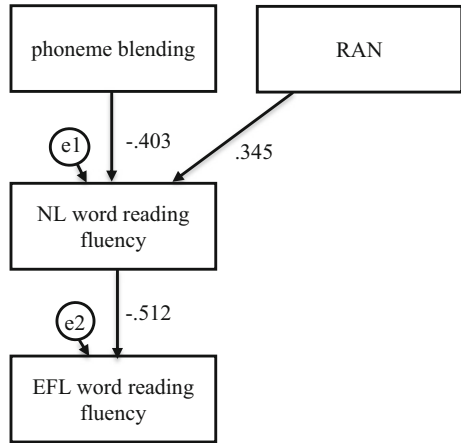 phoneme blending
RAN
e1
-.403
.345
NL word reading
fluency
e2
-.512
EFL word reading
fluency